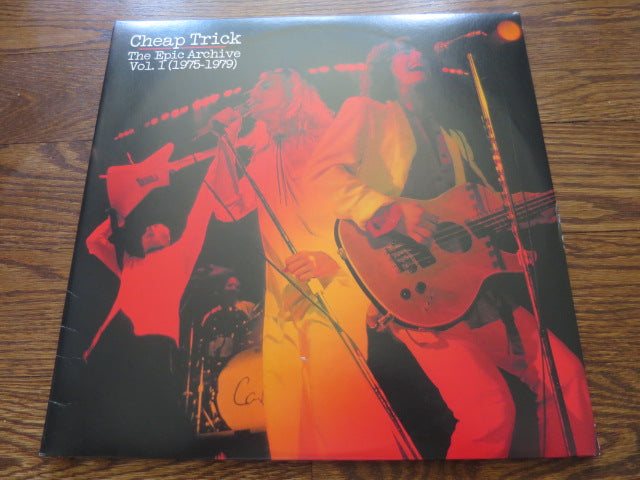 Cheap Trick
The Epic Archive
Vol. 1 (1975-1979)